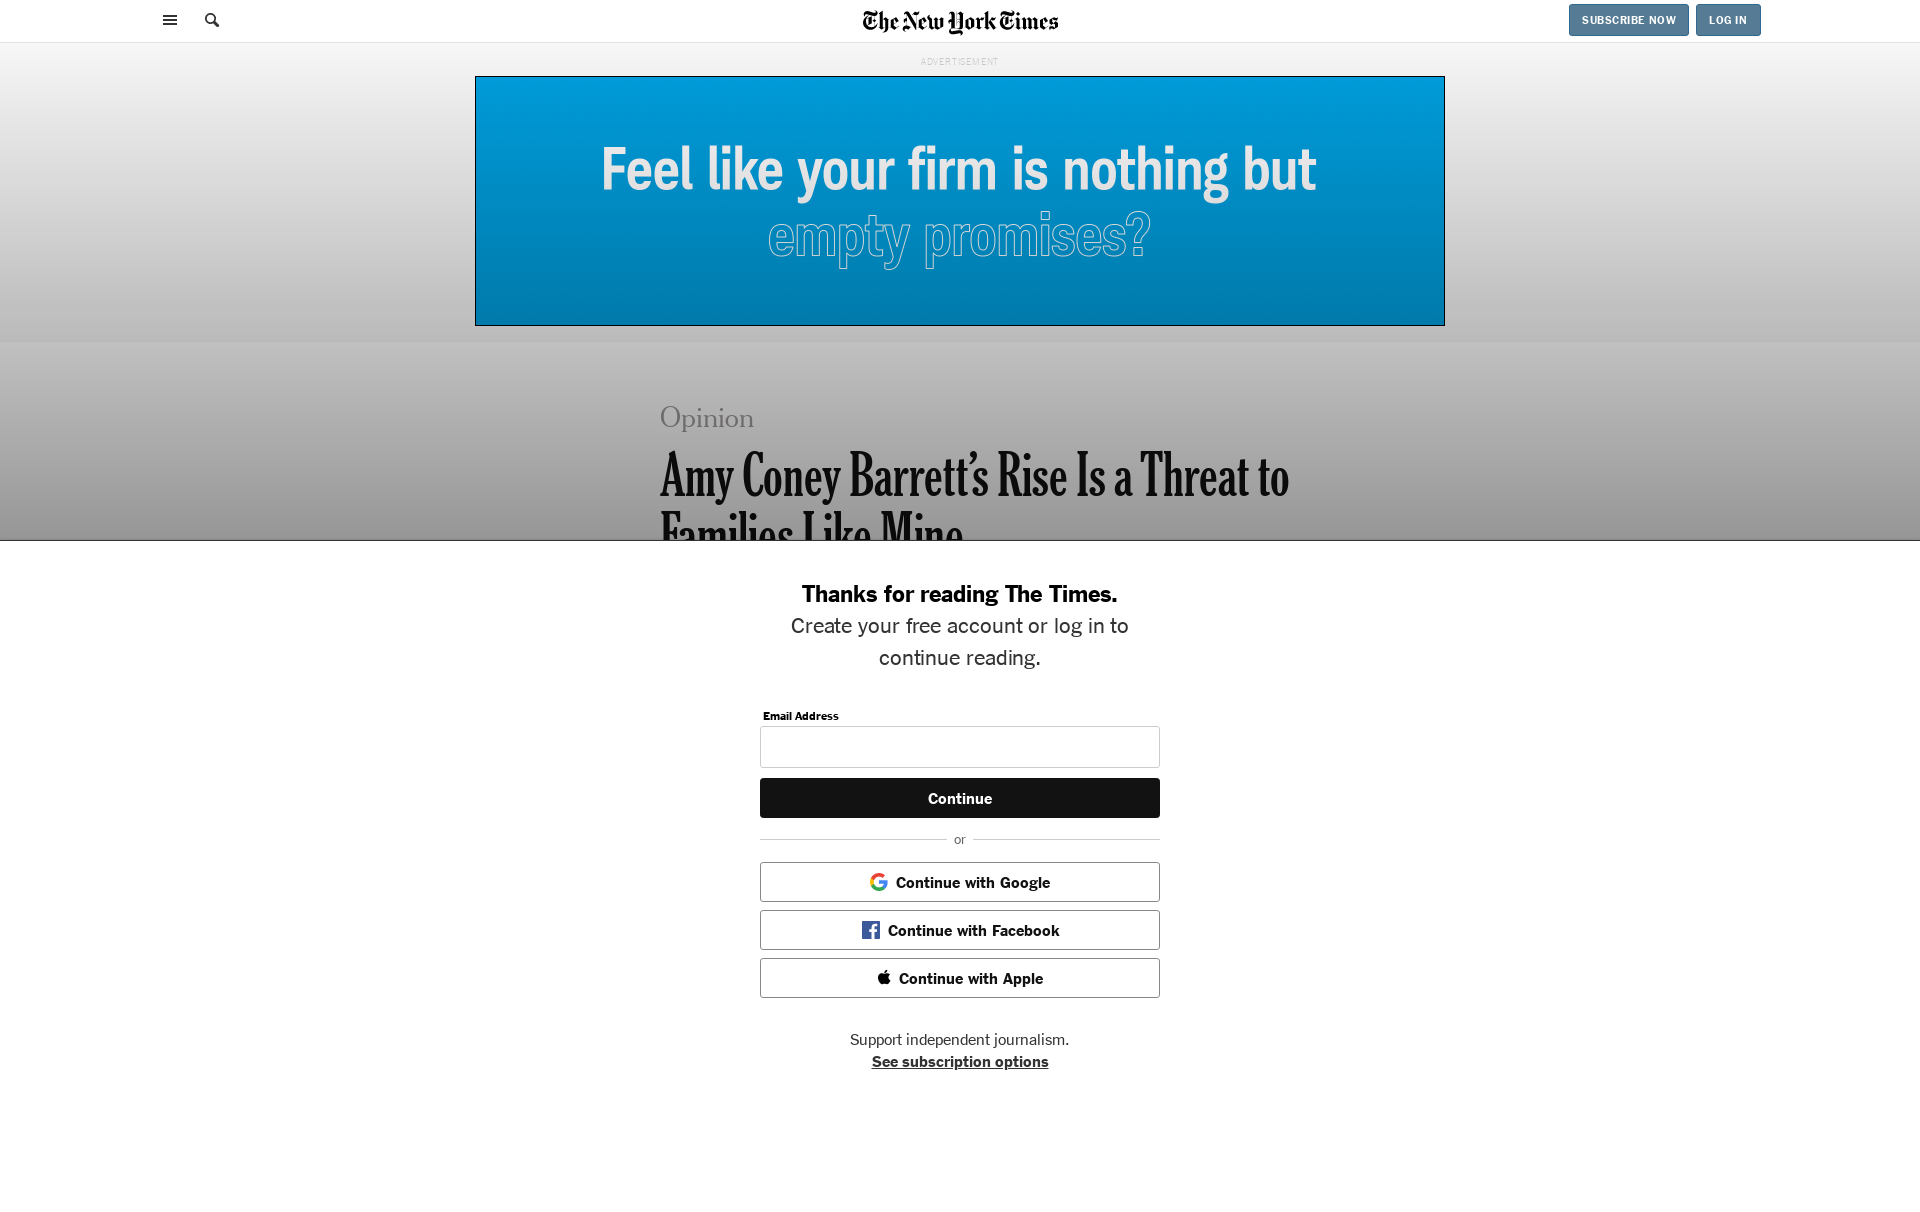 The New York Times
SUBSCRIBE NOW
LOG IN
ADVERTISEMENT
Feel like your firm is nothing but
empty promises?
Opinion
Amy Coney Barrett’s Rise Is a Threat to
Families Like Mine
Thanks for reading The Times.
Create your free account or log in to
continue reading.
Email Address
Continue
or
Continue with Google
Continue with Facebook
Continue with Apple
Support independent journalism.
See subscription options